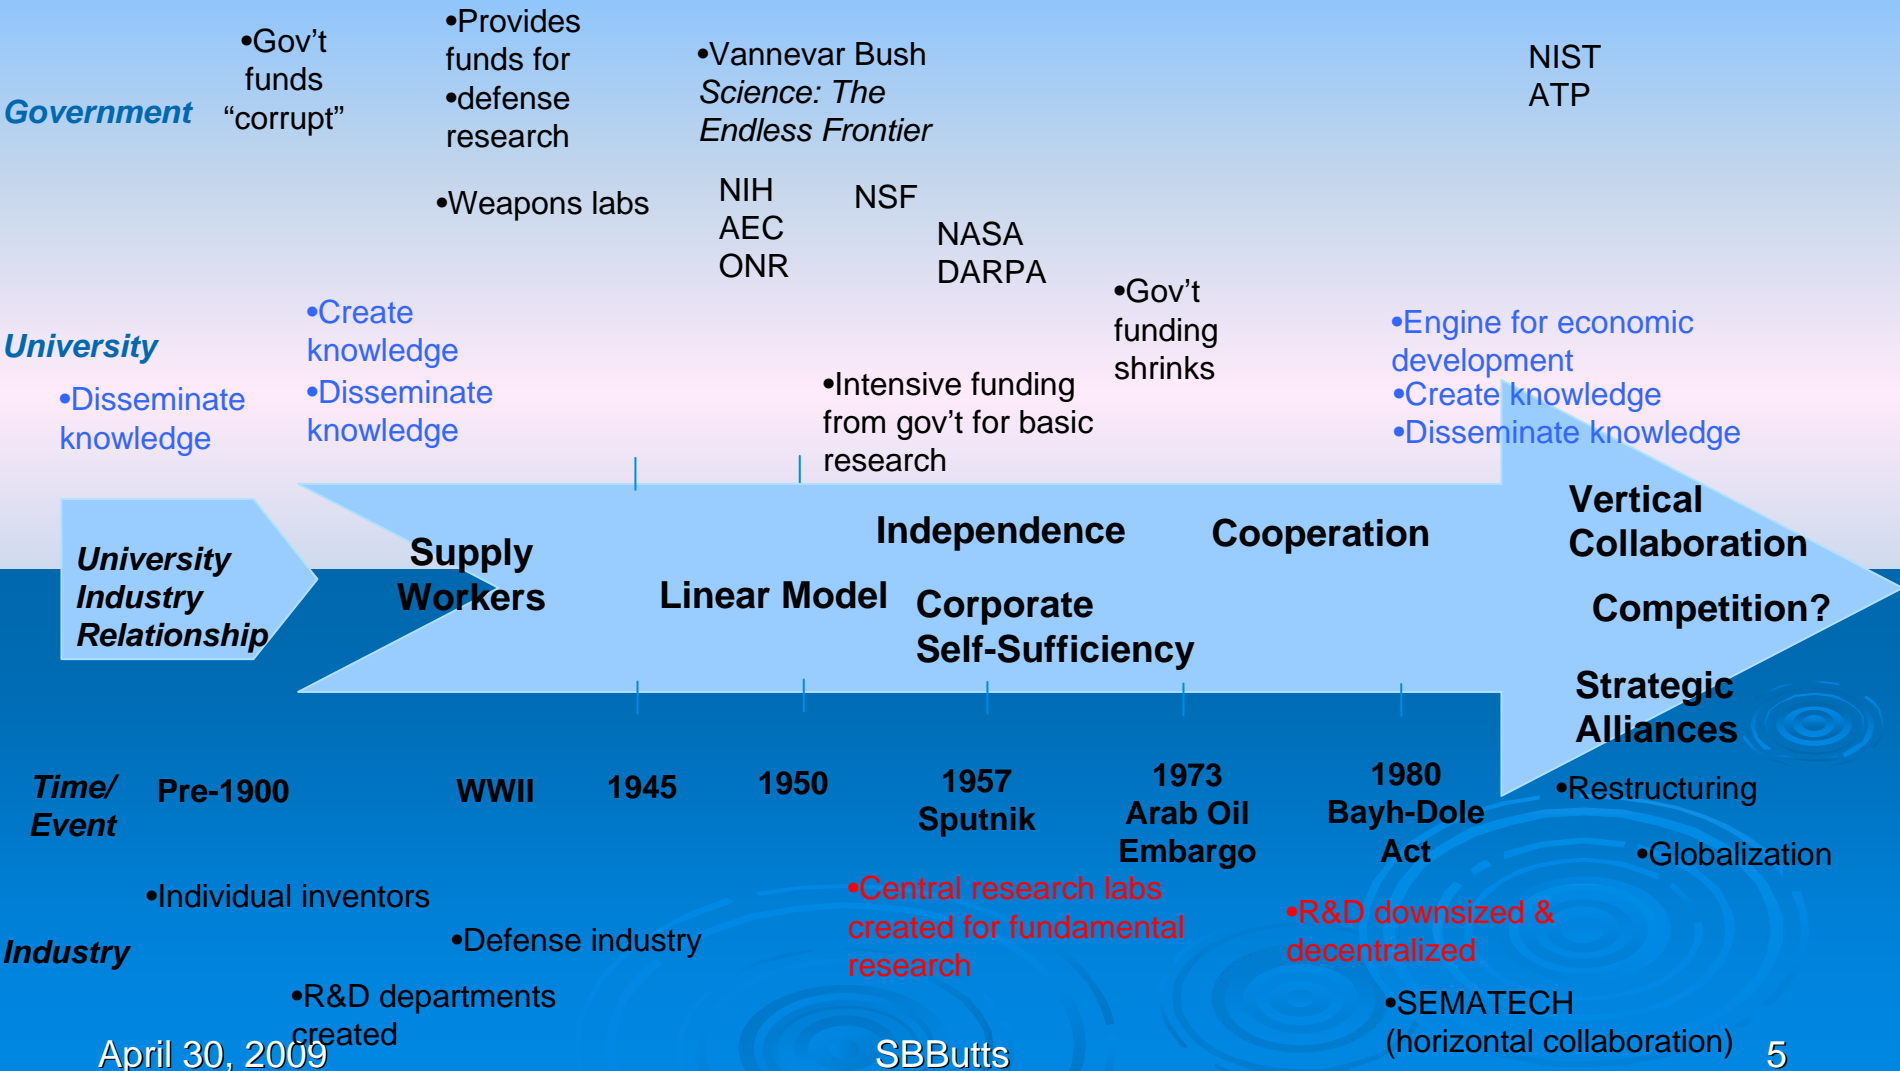 Government
•Gov’t
funds
“corrupt”
•Provides
funds for
•defense
research
•Weapons labs
•Vannevar Bush
Science: The
Endless Frontier
NIH
AEC
ONR
NSF
NASA
DARPA
NIST
ATP
University
•Disseminate
knowledge
•Create
knowledge
•Disseminate
knowledge
•Intensive funding
from gov’t for basic
research
•Gov’t
funding
shrinks
•Engine for economic
development
•Create knowledge
•Disseminate knowledge
University
Industry
Relationship
Supply
Workers
Linear Model
Independence
Corporate
Self-Sufficiency
Cooperation
Vertical
Collaboration
Competition?
Strategic
Alliances
Time/
Event
Pre-1900
WWII
1945
1950
1957
Sputnik
1973
Arab Oil
Embargo
1980
Bayh-Dole
Act
•Restructuring
•Globalization
Industry
•Individual inventors
•R&D departments
created
•Defense industry
•Central research labs
created for fundamental
research
•R&D downsized &
decentralized
•SEMATECH
(horizontal collaboration)
April 30, 2009
SBButts
5